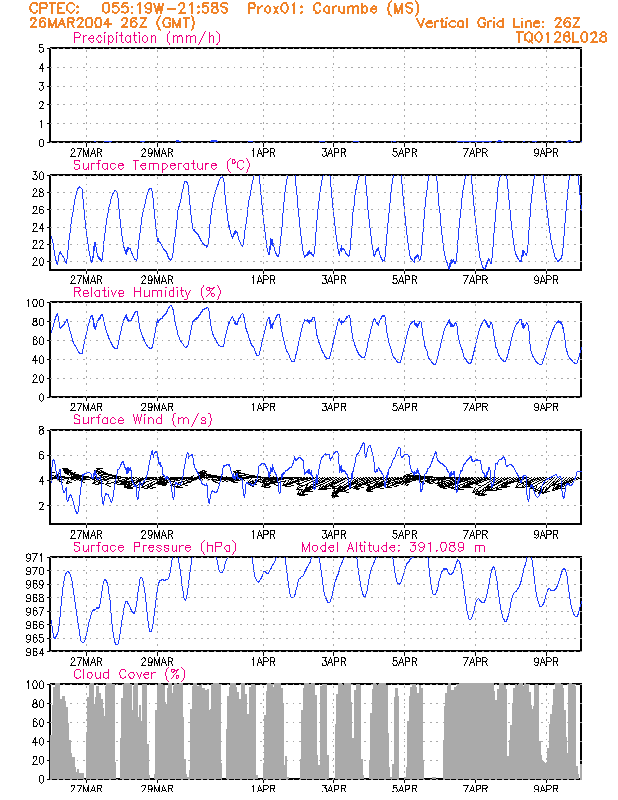 CPTEC: 055:19W-21:58S Prox01: Carumbe (MS)
26MAR2004 26Z (GMT) Vertical Grid Line: 26Z
Precipitation (mm/h) TQ0126L028
5
4
3
2
1
0
27MAR 29MAR 1APR 3APR 5APR 7APR 9APR
Surface Temperature (°C)
30
28
26
24
22
20
27MAR 29MAR 1APR 3APR 5APR 7APR 9APR
Relative Humidity (%)
100
80
60
40
20
0
27MAR 29MAR 1APR 3APR 5APR 7APR 9APR
Surface Wind (m/s)
8
6
4
2
27MAR 29MAR 1APR 3APR 5APR 7APR 9APR
Surface Pressure (hPa) Model Altitude: 391.089 m
971
970
969
968
967
966
965
984
27MAR 29MAR 1APR 3APR 5APR 7APR 9APR
Cloud Cover (%)
100
80
60
40
20
0
27MAR 29MAR 1APR 3APR 5APR 7APR 9APR